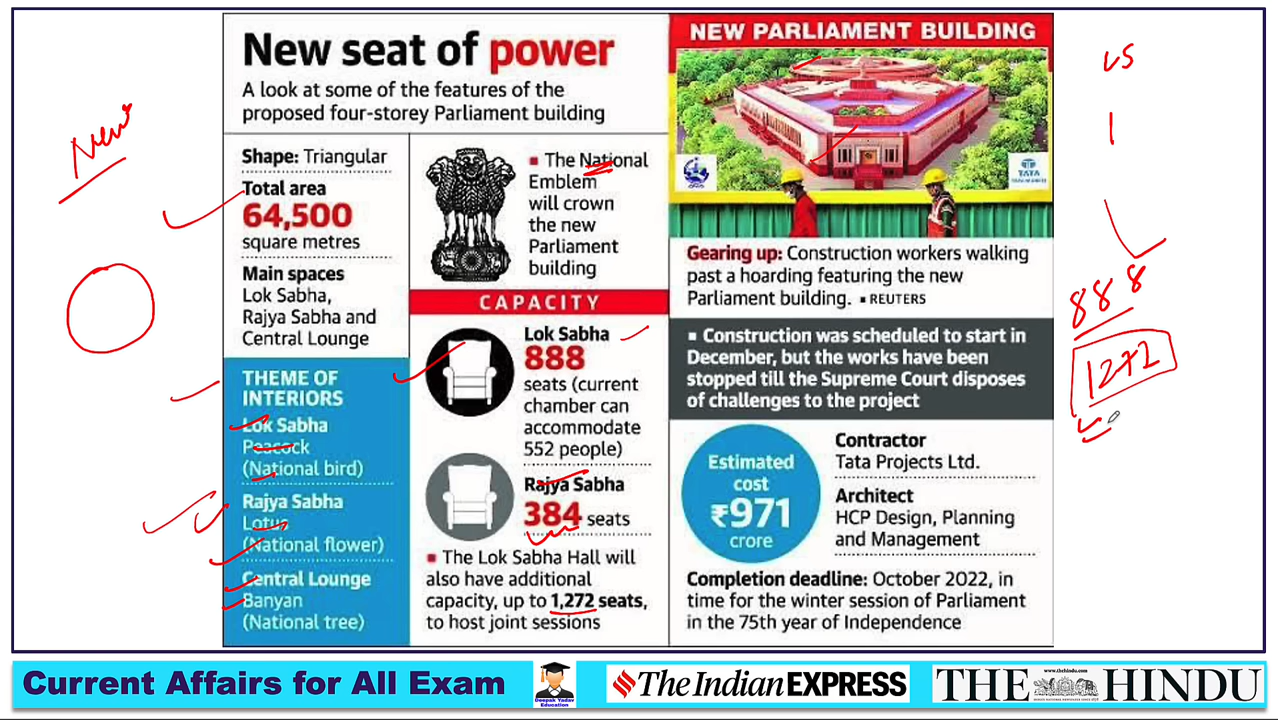 New
New seat of power
A look at some of the features of the
proposed four-storey Parliament building
Shape: Triangular
Total area
64,500
square metres
Main spaces
Lok Sabha,
Rajya Sabha and
Central Lounge
THEME OF
INTERIORS
Lok Sabha
Peacock
(National bird)
Rajya Sabha
Lotus
(National flower)
Central Lounge
Banyan
(National tree)
■ The National
Emblem
will crown
the new
Parliament
building
CAPACITY
Lok Sabha
888
seats (current
chamber can
accommodate
552 people)
Rajya Sabha
384 seats
■ The Lok Sabha Hall will
also have additional
capacity, up to 1,272 seats,
to host joint sessions
NEW PARLIAMENT BUILDING
TATA
Gearing up: Construction workers walking
past a hoarding featuring the new
Parliament building. ■ REUTERS
■ Construction was scheduled to start in
December, but the works have been
stopped till the Supreme Court disposes
of challenges to the project
Estimated
cost
₹971
crore
Contractor
Tata Projects Ltd.
Architect
HCP Design, Planning
and Management
Completion deadline: October 2022, in
time for the winter session of Parliament
in the 75th year of Independence
LS
888
1272
Current Affairs for All Exam
Deepak Yadav
Education
The Indian EXPRESS
www.thehindu.com
THE HINDU